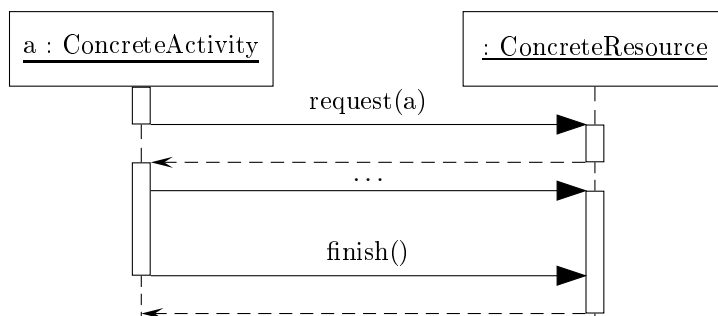 a : ConcreteActivity
: ConcreteResource
request(a)
...
finish()